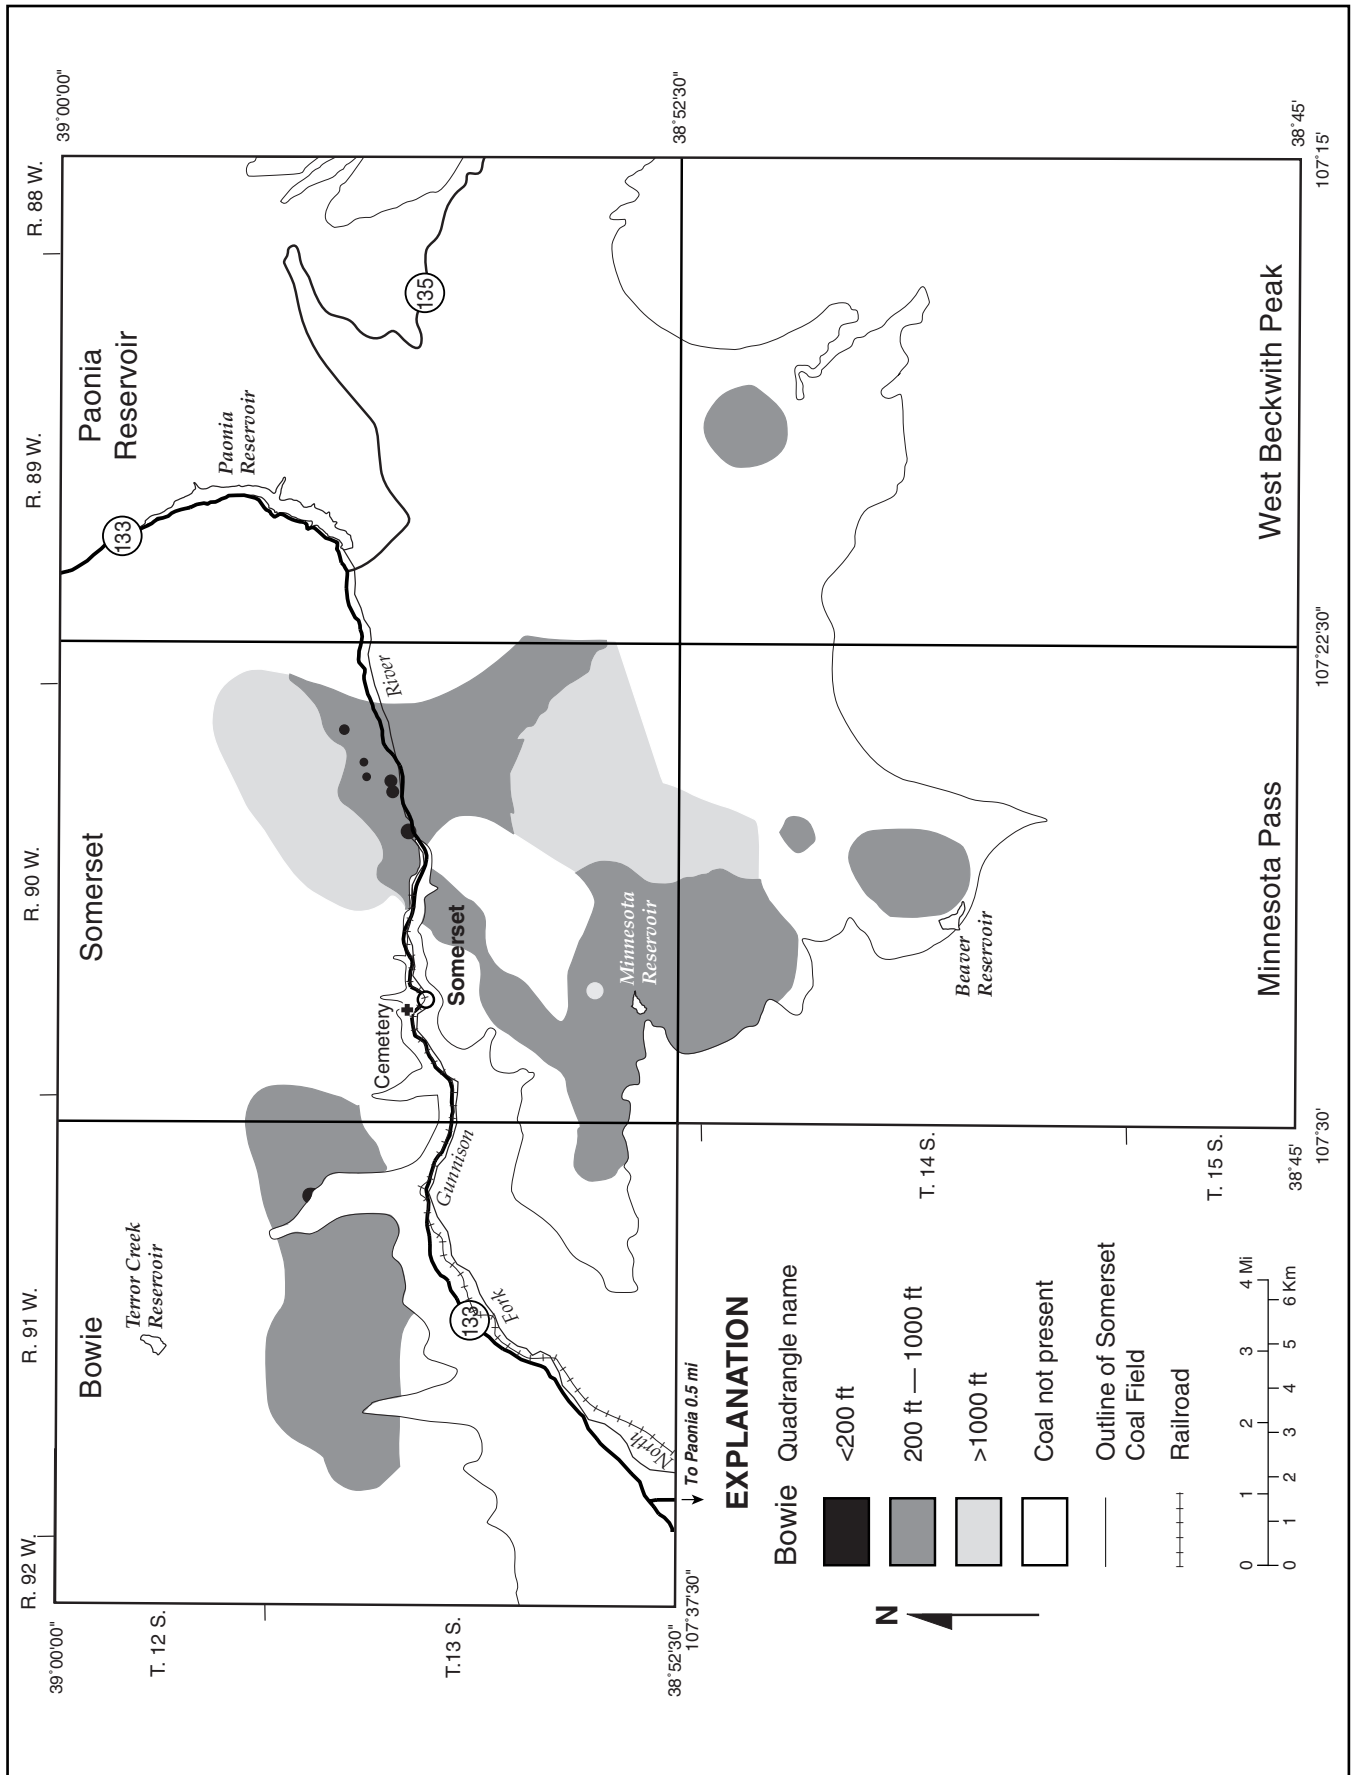 R. 92 W.
R. 91 W.
R. 90 W.
R. 89 W.
R. 88 W.
39°00'00"
39°00'00"
T. 12 S.
T.13 S.
Bowie
Terror Creek
Reservoir
Somerset
Paonia
Reservoir
Paonia
Reservoir
133
135
Cemetery
Somerset
River
Gunnison
Fork
North
133
Minnesota
Reservoir
38°52'30"
107°37'30"
38°52'30"
To Paonia 0.5 mi
Beaver
Reservoir
Minnesota Pass
West Beckwith Peak
T. 14 S.
T. 15 S.
38°45'
107°30'
107°22'30"
38°45'
107°15'
EXPLANATION
Bowie Quadrangle name
<200 ft
200 ft — 1000 ft
>1000 ft
Coal not present
Outline of Somerset
Coal Field
Railroad
N
0 1 2 3 4 Mi
0 1 2 3 4 5 6 Km